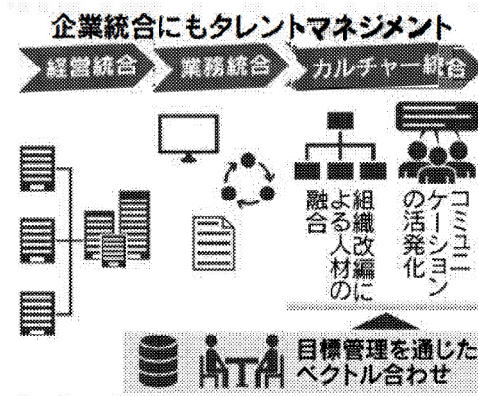 企業統合にもタレントマネジメント
経営統合
業務統合
カルチャー統合
組織改編に
よる人材の
融合
コミュニ
ケーション
の活発化
目標管理を通じた
ベクトル合わせ